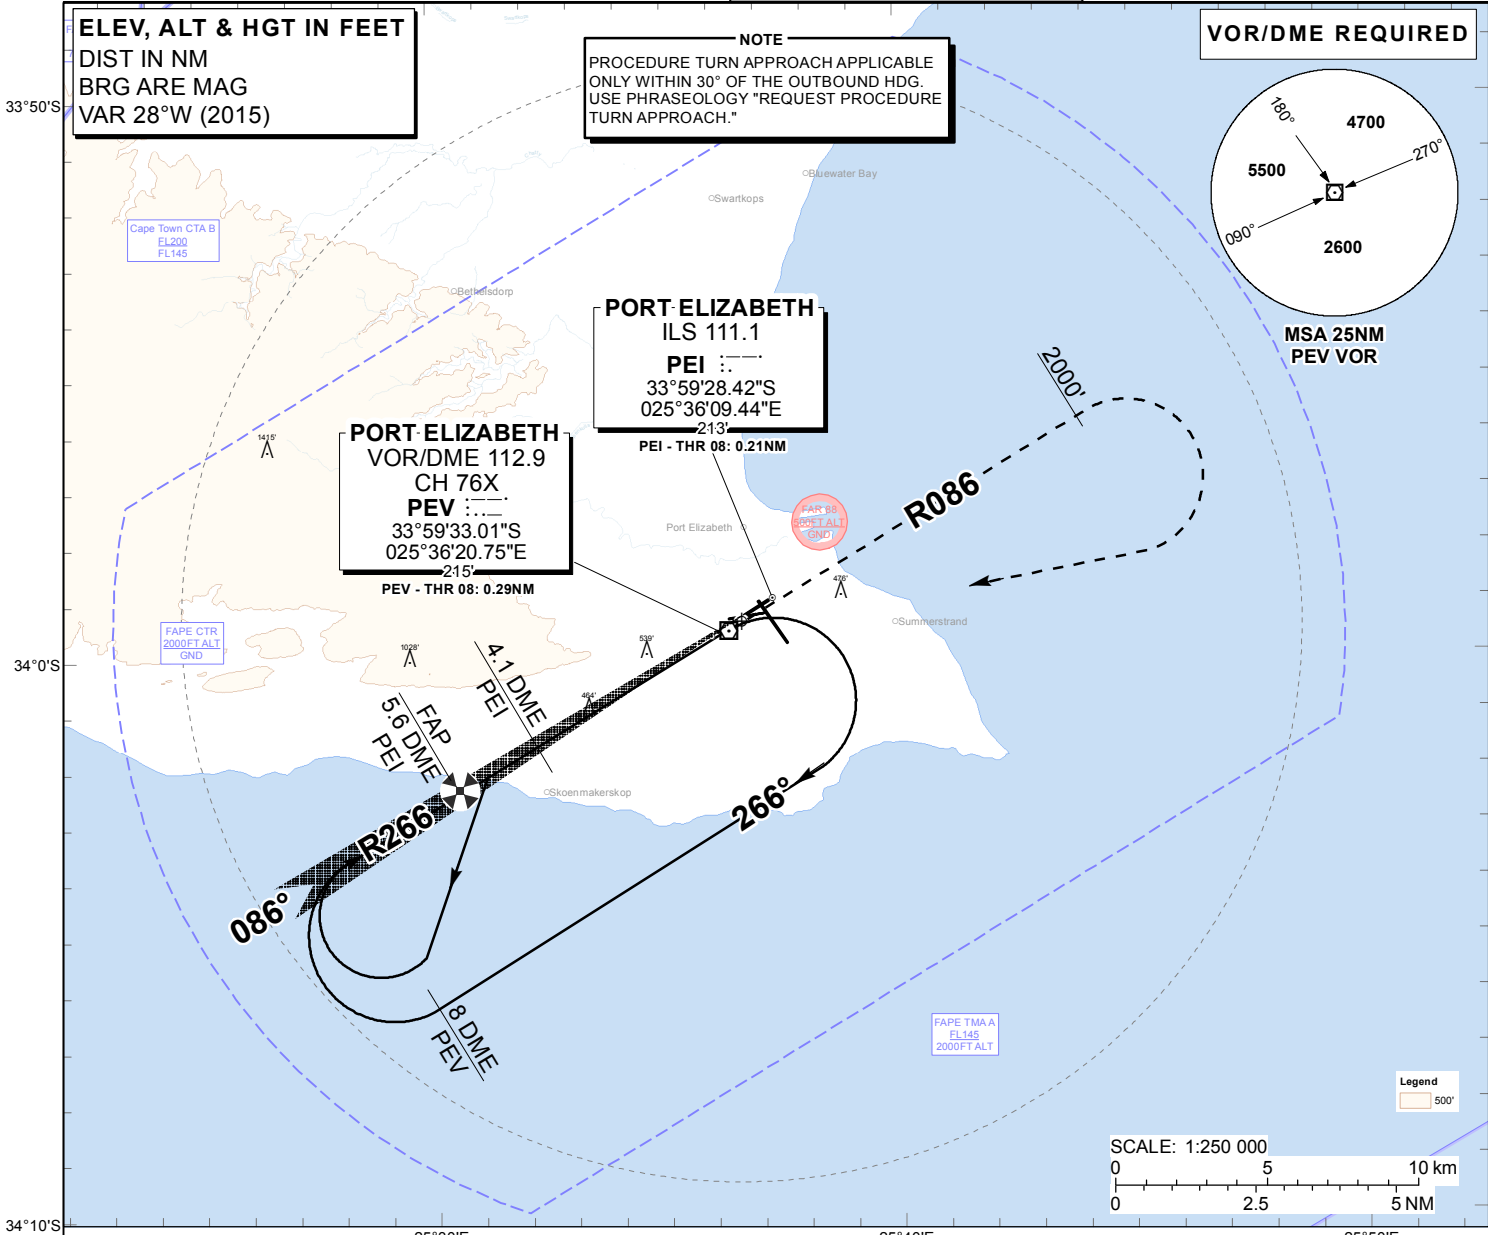 ELEV, ALT & HGT IN FEET
DIST IN NM
BRG ARE MAG
VAR 28°W (2015)
NOTE
PROCEDURE TURN APPROACH APPLICABLE
ONLY WITHIN 30° OF THE OUTBOUND HDG.
USE PHRASEOLOGY "REQUEST PROCEDURE
TURN APPROACH."
VOR/DME REQUIRED
180°
4700
270°
5500
090°
2600
MSA 25NM
PEV VOR
33°50'S
Bluewater Bay
Swartkops
Cape Town CTA B
FL200
FL145
Bethelsdorp
PORT ELIZABETH
ILS 111.1
PEI
33°59'28.42"S
025°36'09.44"E
213'
PEI - THR 08: 0.21NM
2000'
PORT ELIZABETH
VOR/DME 112.9
CH 76X
PEV
33°59'33.01"S
025°36'20.75"E
215'
PEV - THR 08: 0.29NM
1415'
R086
FAR 88
500FT ALT
GND
Port Elizabeth
476'
Summerstrand
FAPE CTR
2000FT ALT
GND
1028'
539'
34°0'S
4.1 DME
PEI
464'
FAP
5.6 DME
PEI
Skoenmakerskop
266°
R266
086°
8 DME
PEV
FAPE TMA A
FL145
2000FT ALT
Legend
500'
SCALE: 1:250 000
0 5 10 km
0 2.5 5 NM
34°10'S